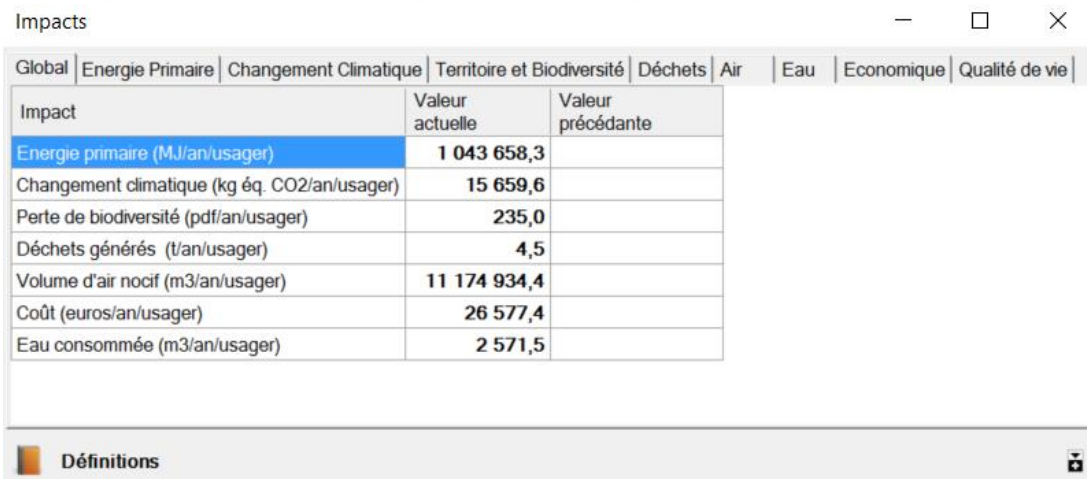 Impacts
Global Energie Primaire Changement Climatique Territoire et Biodiversité Déchets Air Eau Economique Qualité de vie
Impact Valeur actuelle Valeur précédante
Energie primaire (MJ/an/usager) 1 043 658,3
Changement climatique (kg éq. CO2/an/usager) 15 659,6
Perte de biodiversité (pdf/an/usager) 235,0
Déchets générés (t/an/usager) 4,5
Volume d'air nocif (m3/an/usager) 11 174 934,4
Coût (euros/an/usager) 26 577,4
Eau consommée (m3/an/usager) 2 571,5
Définitions